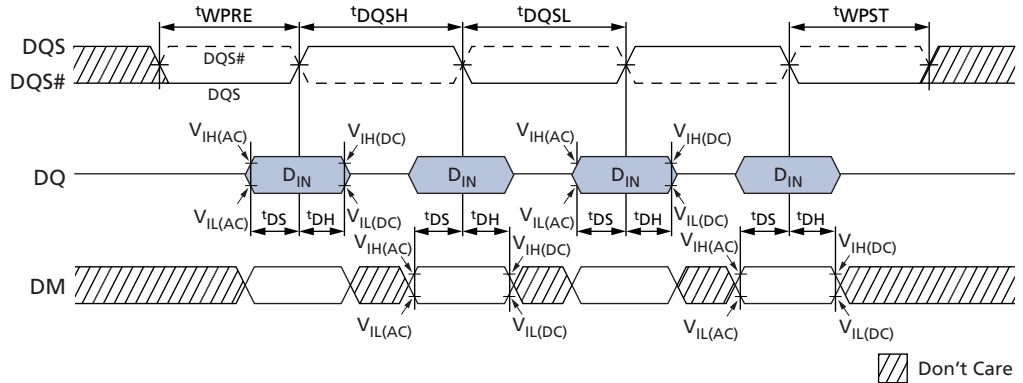 tWPRE tDQSH tDQSL tWPST
DQS
DQS#
DQS#
DQS
VIH(AC) VIH(DC) VIH(AC) VIH(DC)
DQ DIN DIN DIN DIN
VIL(AC) tDS tDH VIL(DC) VIL(AC) tDS tDH VIL(DC)
VIH(AC) tDS tDH VIH(DC) VIH(AC) tDS tDH VIH(DC)
DM
VIL(AC) VIL(DC) VIL(AC) VIL(DC)
Don't Care